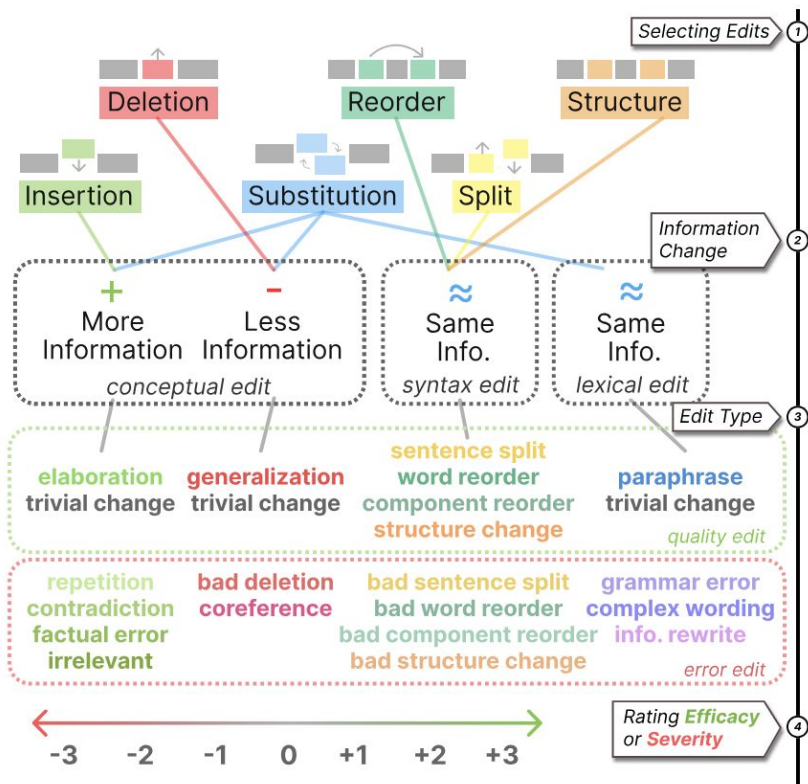 Selecting Edits
1
Deletion
Reorder
Structure
Insertion
Substitution
Split
Information
Change
2
+
-
≈
≈
More
Information
Less
Information
Same
Info.
Same
Info.
conceptual edit
syntax edit
lexical edit
Edit Type
3
elaboration
trivial change
generalization
trivial change
sentence split
word reorder
component reorder
structure change
paraphrase
trivial change
quality edit
repetition
contradiction
factual error
irrelevant
bad deletion
coreference
bad sentence split
bad word reorder
bad component reorder
bad structure change
grammar error
complex wording
info. rewrite
error edit
Rating Efficacy
or Severity
4
-3 -2 -1 0 +1 +2 +3